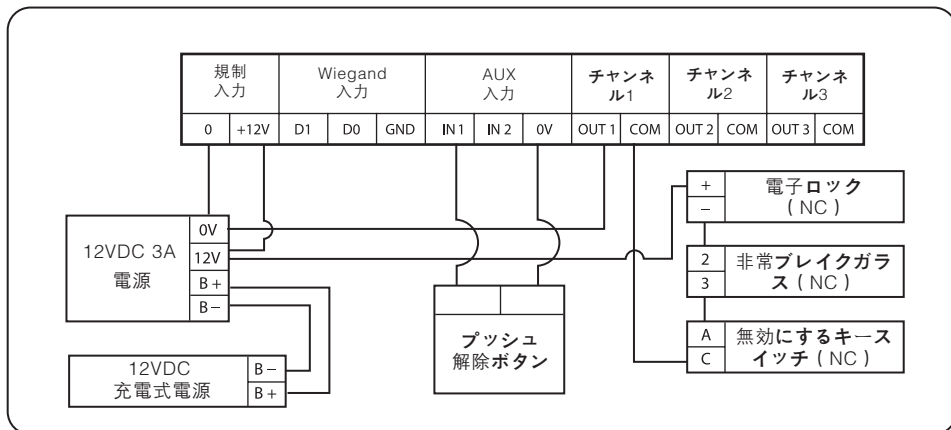 規制
入力
Wiegand
入力
AUX
入力
チャンネ
ル1
チャンネ
ル2
チャンネ
ル3
0 +12V D1 D0 GND IN 1 IN 2 0V OUT 1 COM OUT 2 COM OUT 3 COM
12VDC 3A
電源
0V
12V
B+
B−
12VDC
充電式電源
B−
B+
プッシュ
解除ボタン
+
−
電子ロック
( NC )
2
3
非常ブレイクガラ
ス ( NC )
A
C
無効にするキース
イッチ ( NC )